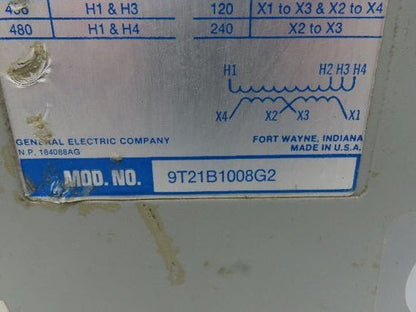 H1 & H3 120 X1 to X3 & X2 to X4
480 H1 & H4 240 X2 to X3
H1 H2 H3 H4
X4 X2 X3 X1
GENERAL ELECTRIC COMPANY FORT WAYNE, INDIANA
N.P. 164088AG MADE IN U.S.A.
MOD. NO. 9T21B1008G2